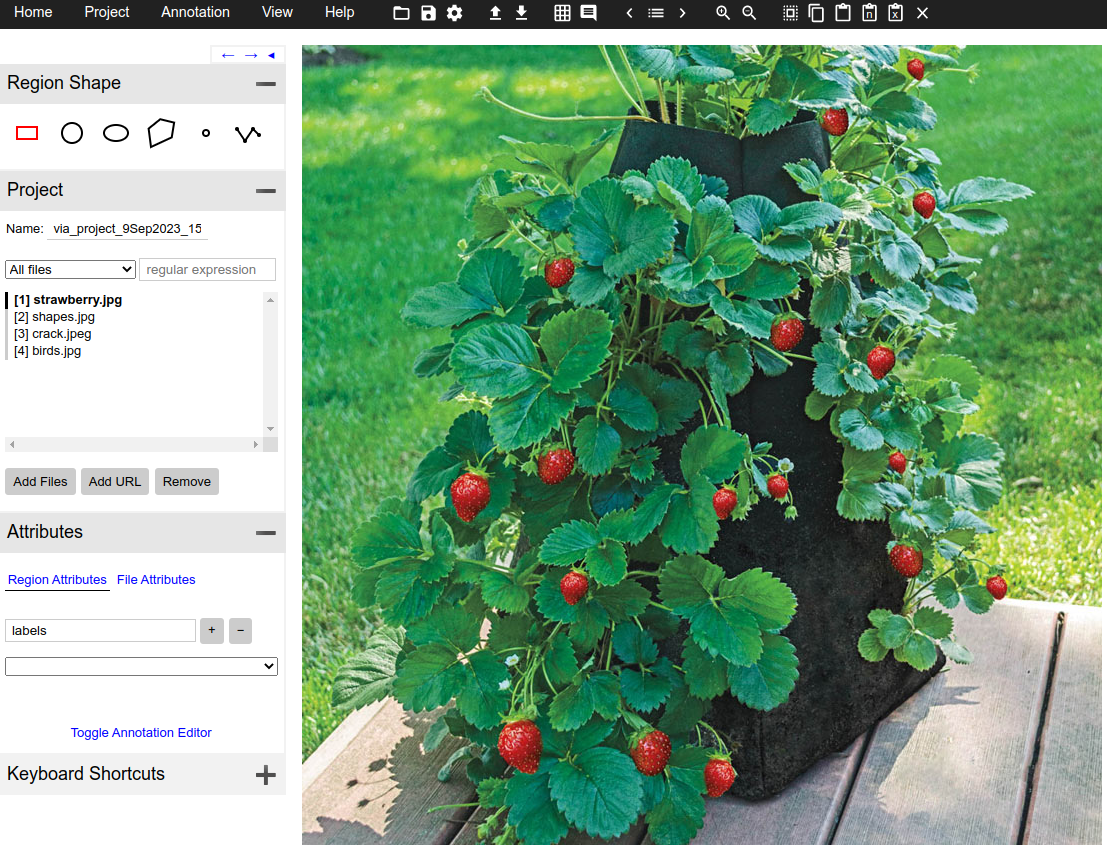 Home Project Annotation View Help
Region Shape
Project
Name: via_project_9Sep2023_15
All files regular expression
[1] strawberry.jpg
[2] shapes.jpg
[3] crack.jpeg
[4] birds.jpg
Add Files Add URL Remove
Attributes
Region Attributes File Attributes
labels + −
Toggle Annotation Editor
Keyboard Shortcuts